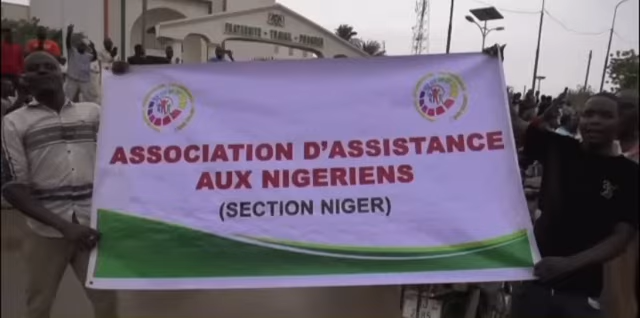 FRATERNITE - TRAVAIL - PROGRES
ASSOCIATION D'ASSISTANCE
AUX NIGERIENS
(SECTION NIGER)